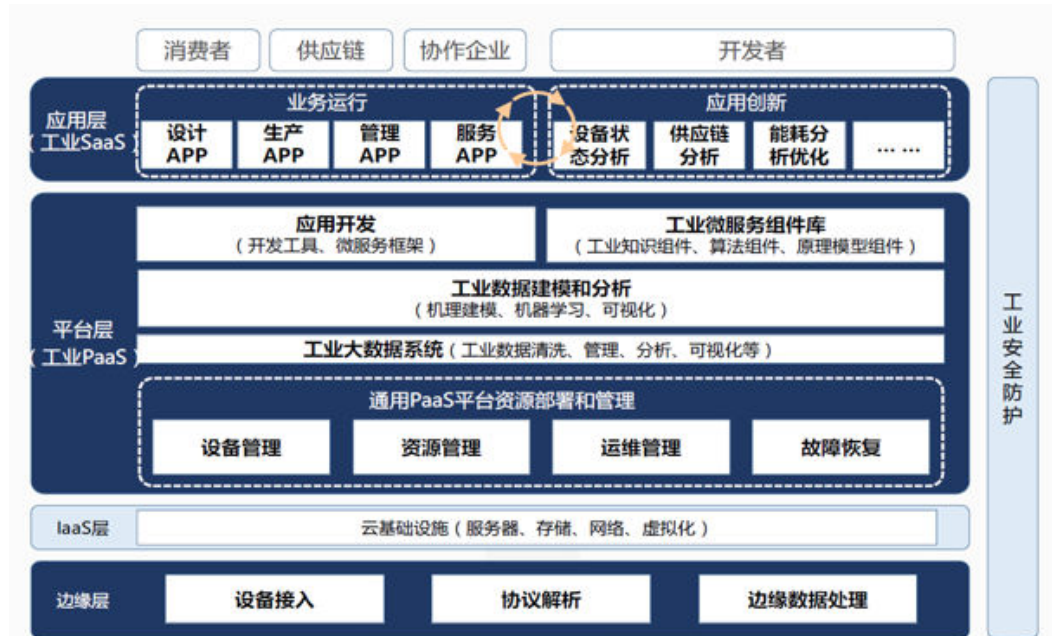 消费者
供应链
协作企业
开发者
应用层
（工业SaaS）
业务运行
设计
APP
生产
APP
管理
APP
服务
APP
应用创新
设备状
态分析
供应链
分析
能耗分
析优化
... ...
平台层
（工业PaaS）
应用开发
（开发工具、微服务框架）
工业微服务组件库
（工业知识组件、算法组件、原理模型组件）
工业数据建模和分析
（机理建模、机器学习、可视化）
工业大数据系统（工业数据清洗、管理、分析、可视化等）
通用PaaS平台资源部署和管理
设备管理
资源管理
运维管理
故障恢复
IaaS层
云基础设施（服务器、存储、网络、虚拟化）
边缘层
设备接入
协议解析
边缘数据处理
工业安全防护